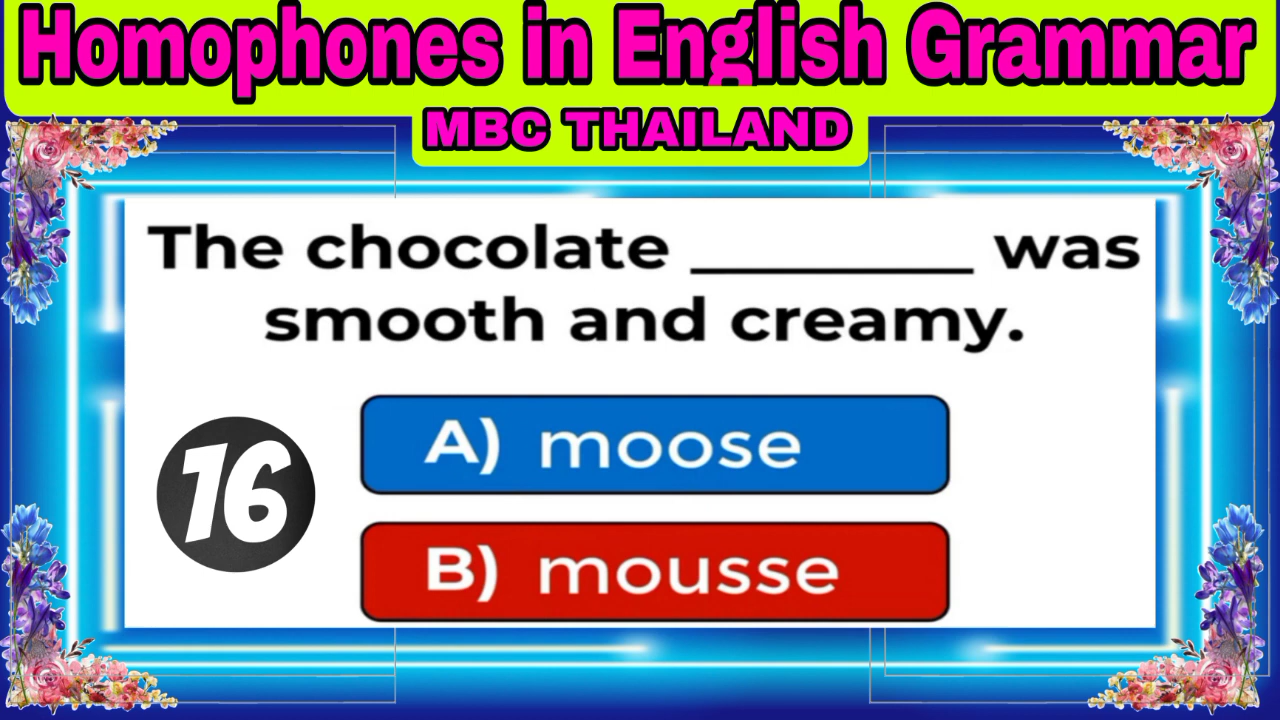 Homophones in English Grammar
MBC THAILAND
The chocolate ________ was
smooth and creamy.
16
A) moose
B) mousse